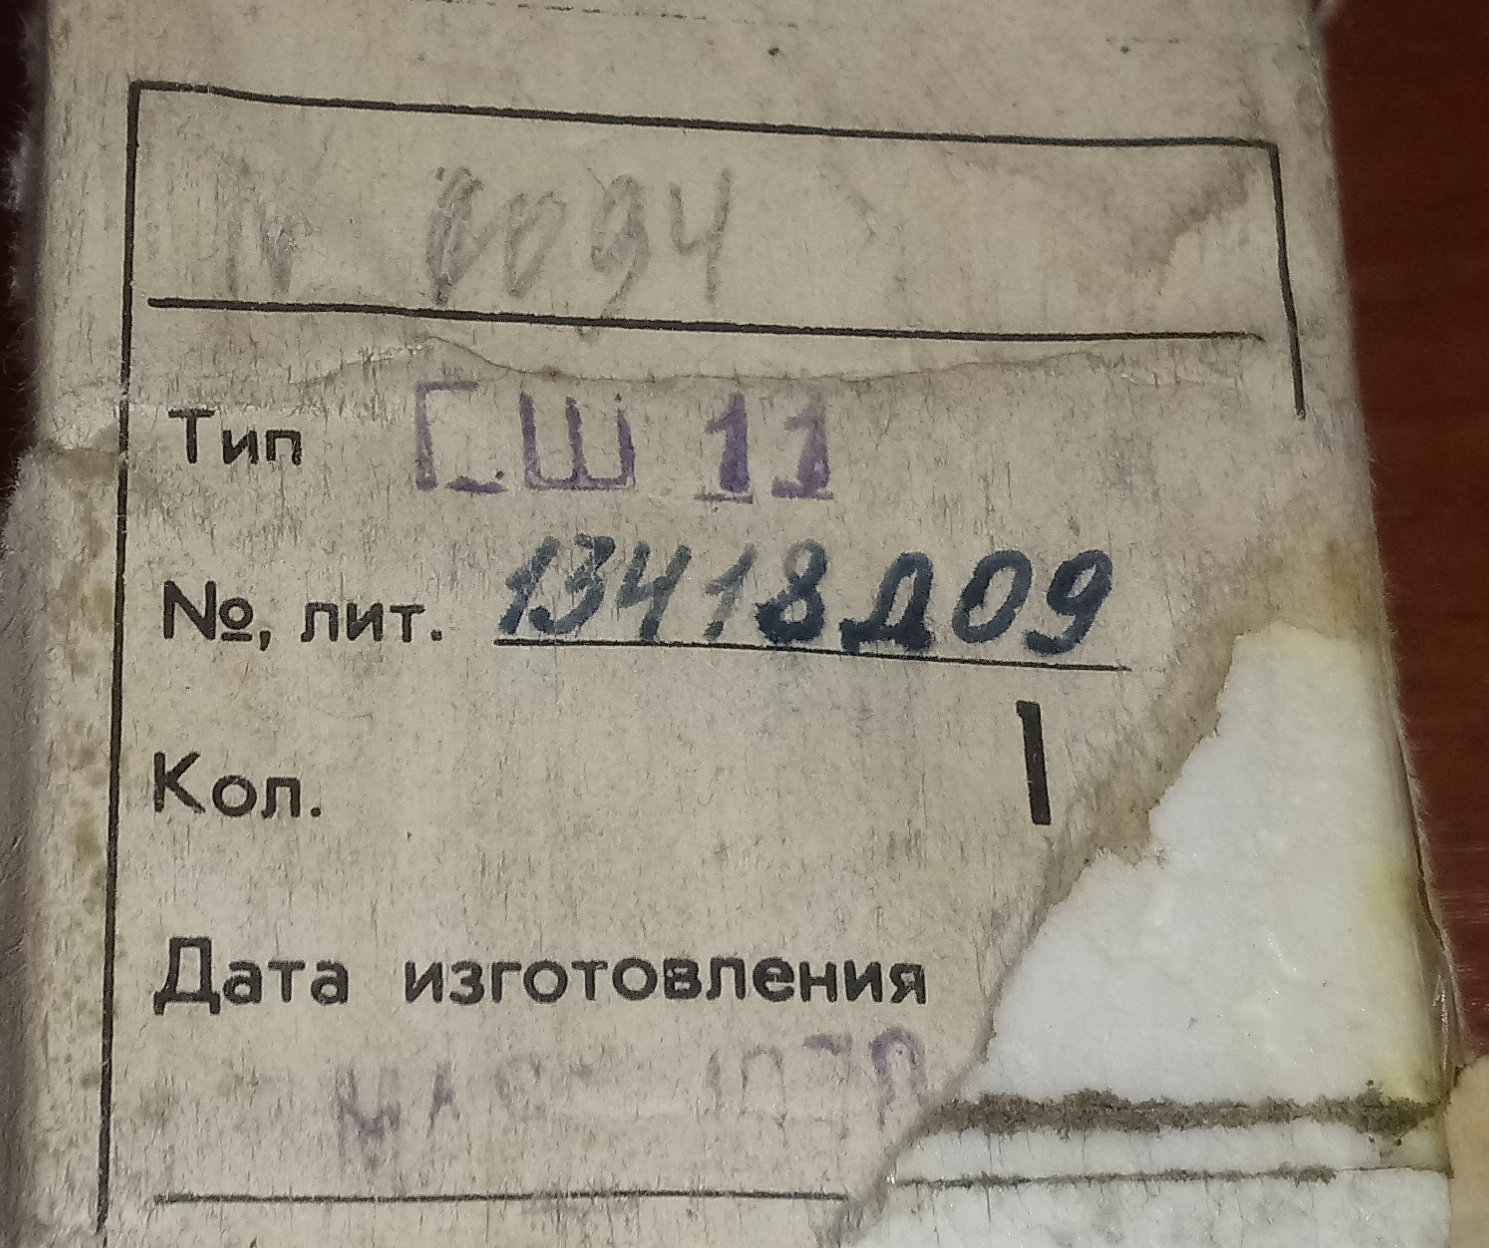 N 0094
Тип ГШ 11
№, лит. 13418Д09
Кол. 1
Дата изготовления